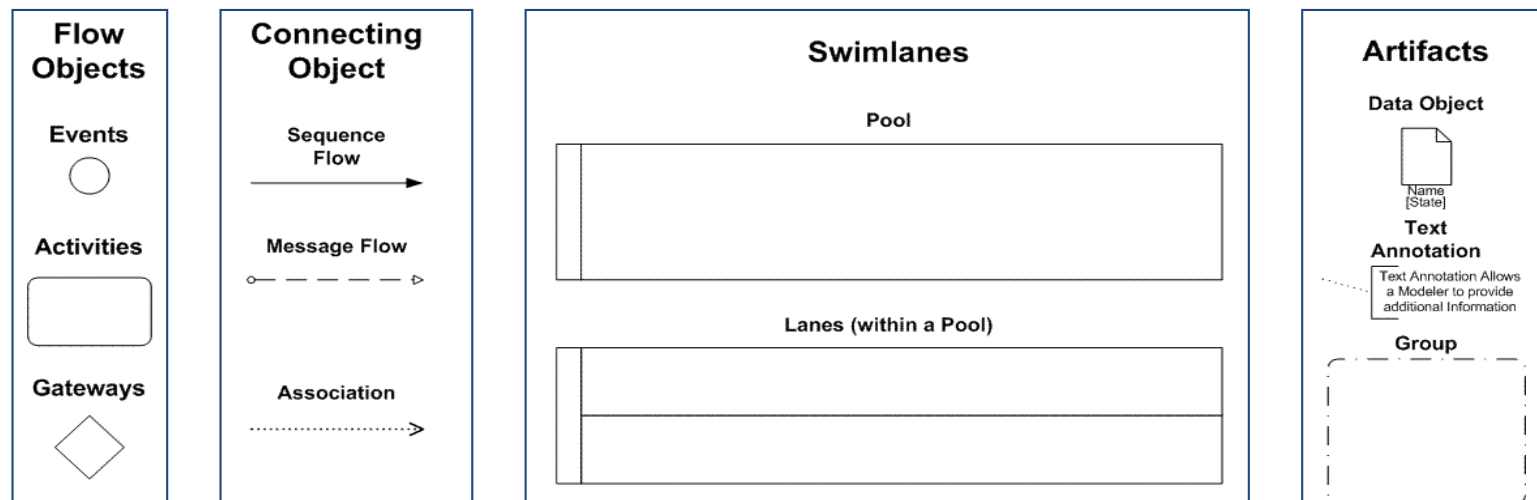 Flow
Objects
Events
Activities
Gateways
Connecting
Object
Sequence
Flow
Message Flow
Association
Swimlanes
Pool
Lanes (within a Pool)
Artifacts
Data Object
Name
[State]
Text
Annotation
Text Annotation Allows
a Modeler to provide
additional Information
Group